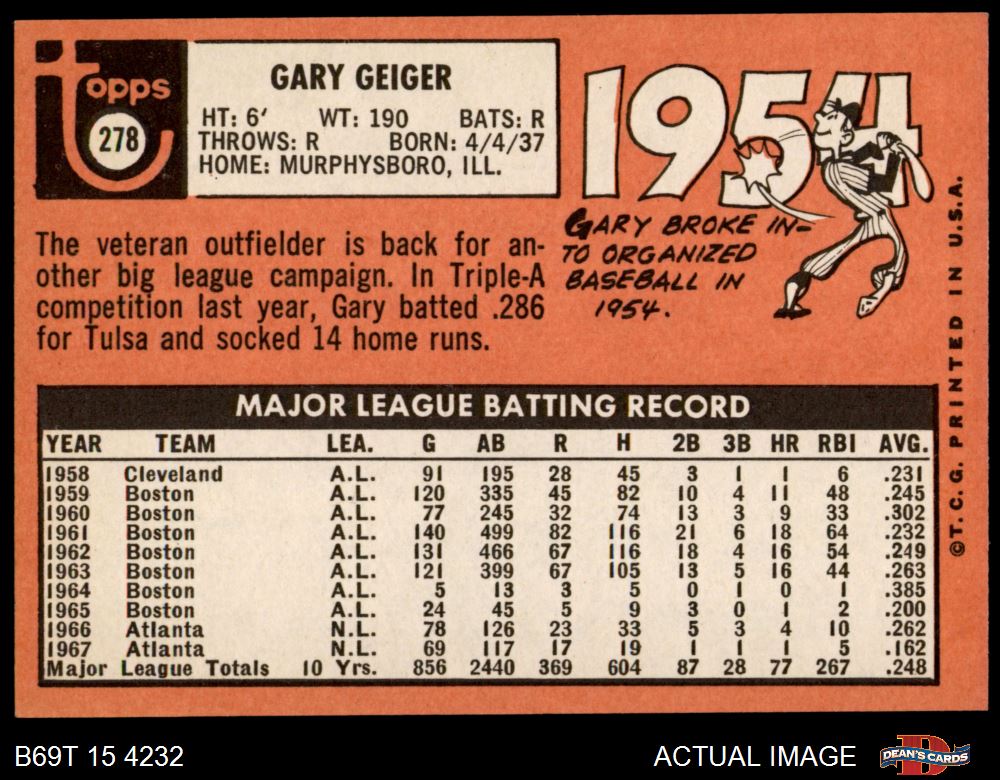 Topps
278
GARY GEIGER
HT: 6' WT: 190 BATS: R
THROWS: R BORN: 4/4/37
HOME: MURPHYSBORO, ILL.
The veteran outfielder is back for an-
other big league campaign. In Triple-A
competition last year, Gary batted .286
for Tulsa and socked 14 home runs.
1954
GARY BROKE IN-
TO ORGANIZED
BASEBALL IN
1954.
MAJOR LEAGUE BATTING RECORD
YEAR TEAM LEA. G AB R H 2B 3B HR RBI AVG.
1958 Cleveland A.L. 91 195 28 45 3 1 1 6 .231
1959 Boston A.L. 120 335 45 82 10 4 11 48 .245
1960 Boston A.L. 77 245 32 74 13 3 9 33 .302
1961 Boston A.L. 140 499 82 116 21 6 18 64 .232
1962 Boston A.L. 131 466 67 116 18 4 16 54 .249
1963 Boston A.L. 121 399 67 105 13 5 16 44 .263
1964 Boston A.L. 5 13 3 5 0 1 0 1 .385
1965 Boston A.L. 24 45 5 9 3 0 1 2 .200
1966 Atlanta N.L. 78 126 23 33 5 3 4 10 .262
1967 Atlanta N.L. 69 117 17 19 1 1 1 5 .162
Major League Totals 10 Yrs. 856 2440 369 604 87 28 77 267 .248
©T.C.G. PRINTED IN U.S.A.
B69T 15 4232
ACTUAL IMAGE
DEAN'S CARDS